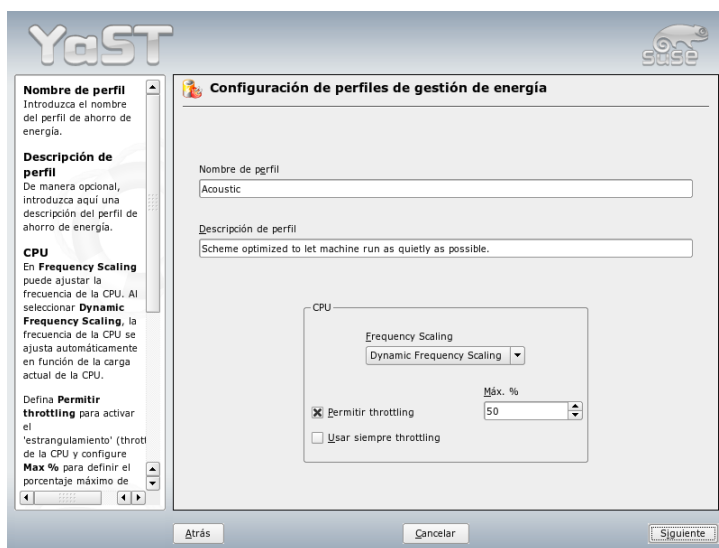 YaST
SUSE
Nombre de perfil
Introduzca el nombre
del perfil de ahorro de
energía.
Descripción de
perfil
De manera opcional,
introduzca aquí una
descripción del perfil de
ahorro de energía.
CPU
En Frequency Scaling
puede ajustar la
frecuencia de la CPU. Al
seleccionar Dynamic
Frequency Scaling, la
frecuencia de la CPU se
ajusta automáticamente
en función de la carga
actual de la CPU.
Defina Permitir
throttling para activar
el
'estrangulamiento' (thrott
de la CPU y configure
Max % para definir el
porcentaje máximo de
Configuración de perfiles de gestión de energía
Nombre de perfil
Acoustic
Descripción de perfil
Scheme optimized to let machine run as quietly as possible.
CPU
Frequency Scaling
Dynamic Frequency Scaling
Máx. %
Permitir throttling
50
Usar siempre throttling
Atrás
Cancelar
Siguiente